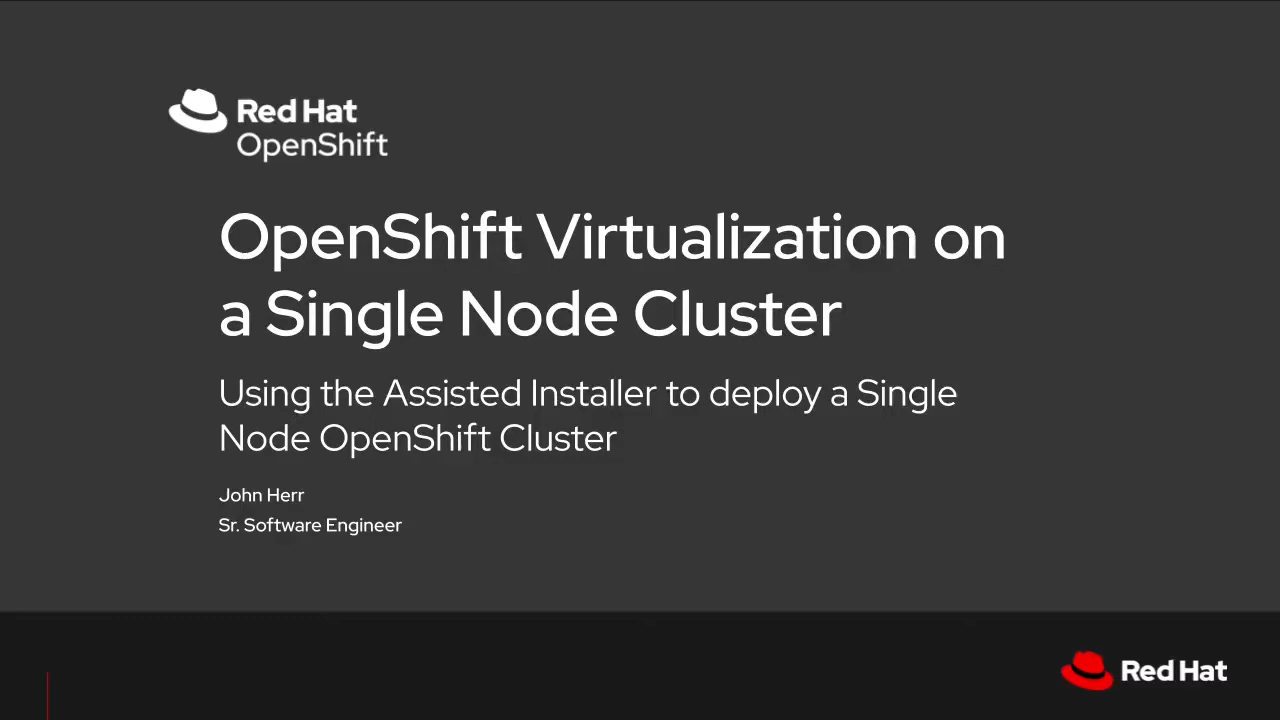 Red Hat
OpenShift
OpenShift Virtualization on
a Single Node Cluster
Using the Assisted Installer to deploy a Single
Node OpenShift Cluster
John Herr
Sr. Software Engineer
Red Hat